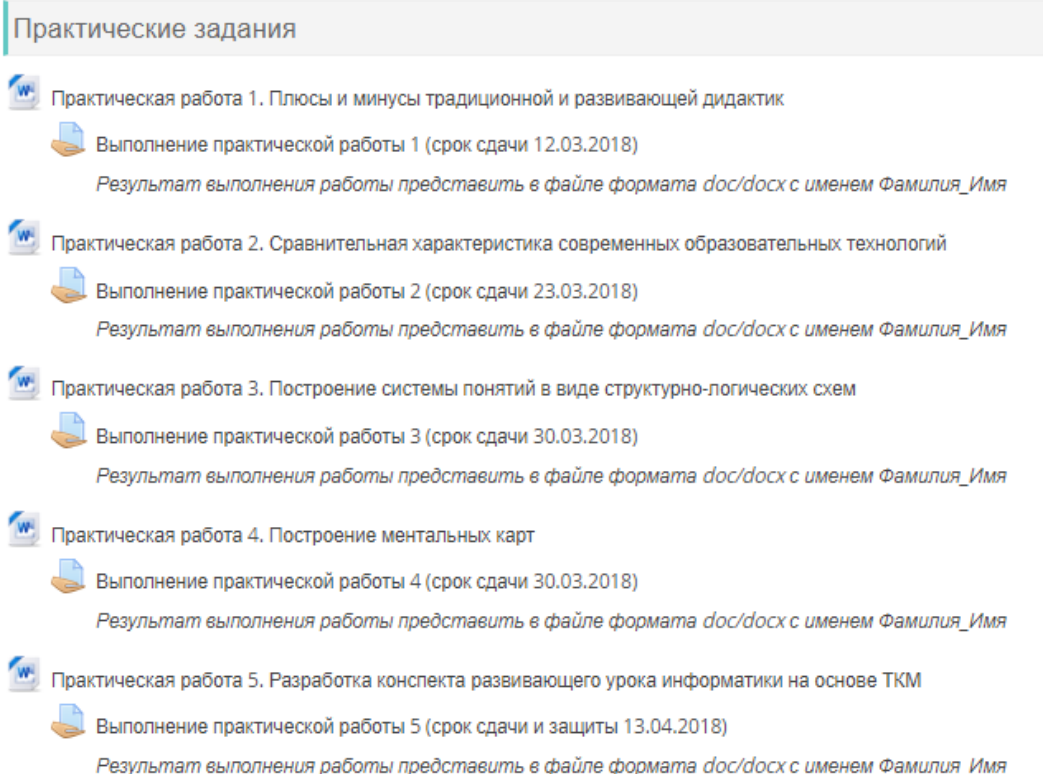 Практические задания
Практическая работа 1. Плюсы и минусы традиционной и развивающей дидактик
Выполнение практической работы 1 (срок сдачи 12.03.2018)
Результат выполнения работы представить в файле формата doc/docx с именем Фамилия_Имя
Практическая работа 2. Сравнительная характеристика современных образовательных технологий
Выполнение практической работы 2 (срок сдачи 23.03.2018)
Результат выполнения работы представить в файле формата doc/docx с именем Фамилия_Имя
Практическая работа 3. Построение системы понятий в виде структурно-логических схем
Выполнение практической работы 3 (срок сдачи 30.03.2018)
Результат выполнения работы представить в файле формата doc/docx с именем Фамилия_Имя
Практическая работа 4. Построение ментальных карт
Выполнение практической работы 4 (срок сдачи 30.03.2018)
Результат выполнения работы представить в файле формата doc/docx с именем Фамилия_Имя
Практическая работа 5. Разработка конспекта развивающего урока информатики на основе ТКМ
Выполнение практической работы 5 (срок сдачи и защиты 13.04.2018)
Результат выполнения работы представить в файле формата doc/docx с именем Фамилия_Имя